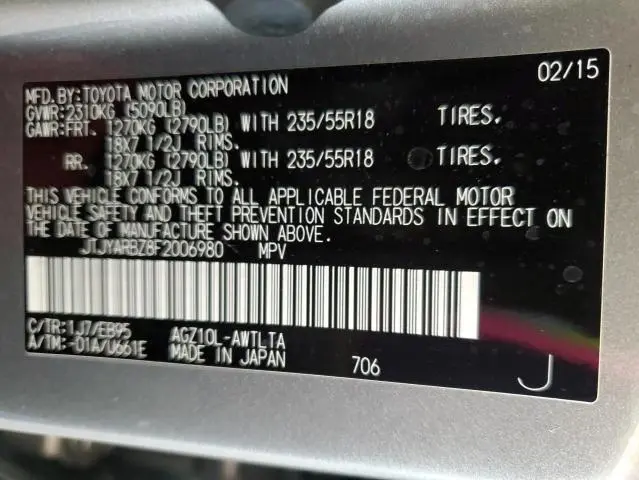 MFD.BY:TOYOTA MOTOR CORPORATION 02/15
GVWR:2310KG (5090LB)
GAWR:FRT. 1270KG (2790LB) WITH 235/55R18 TIRES.
18X7 1/2J RIMS.
RR. 1270KG (2790LB) WITH 235/55R18 TIRES.
18X7 1/2J RIMS.
THIS VEHICLE CONFORMS TO ALL APPLICABLE FEDERAL MOTOR
VEHICLE SAFETY AND THEFT PREVENTION STANDARDS IN EFFECT ON
THE DATE OF MANUFACTURE SHOWN ABOVE.
JTJYARBZ8F2006980 MPV
C/TR:1J7/EB95 AGZ10L-AWTLTA
A/TM:-01A/U661E MADE IN JAPAN 706 J